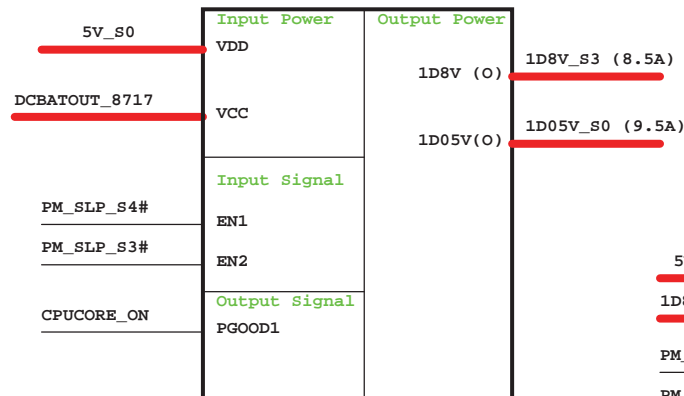 Input Power
Output Power
5V_S0
VDD
1D8V (O)
1D8V_S3 (8.5A)
DCBATOUT_8717
VCC
1D05V(O)
1D05V_S0 (9.5A)
Input Signal
PM_SLP_S4#
EN1
PM_SLP_S3#
EN2
Output Signal
CPUCORE_ON
PGOOD1